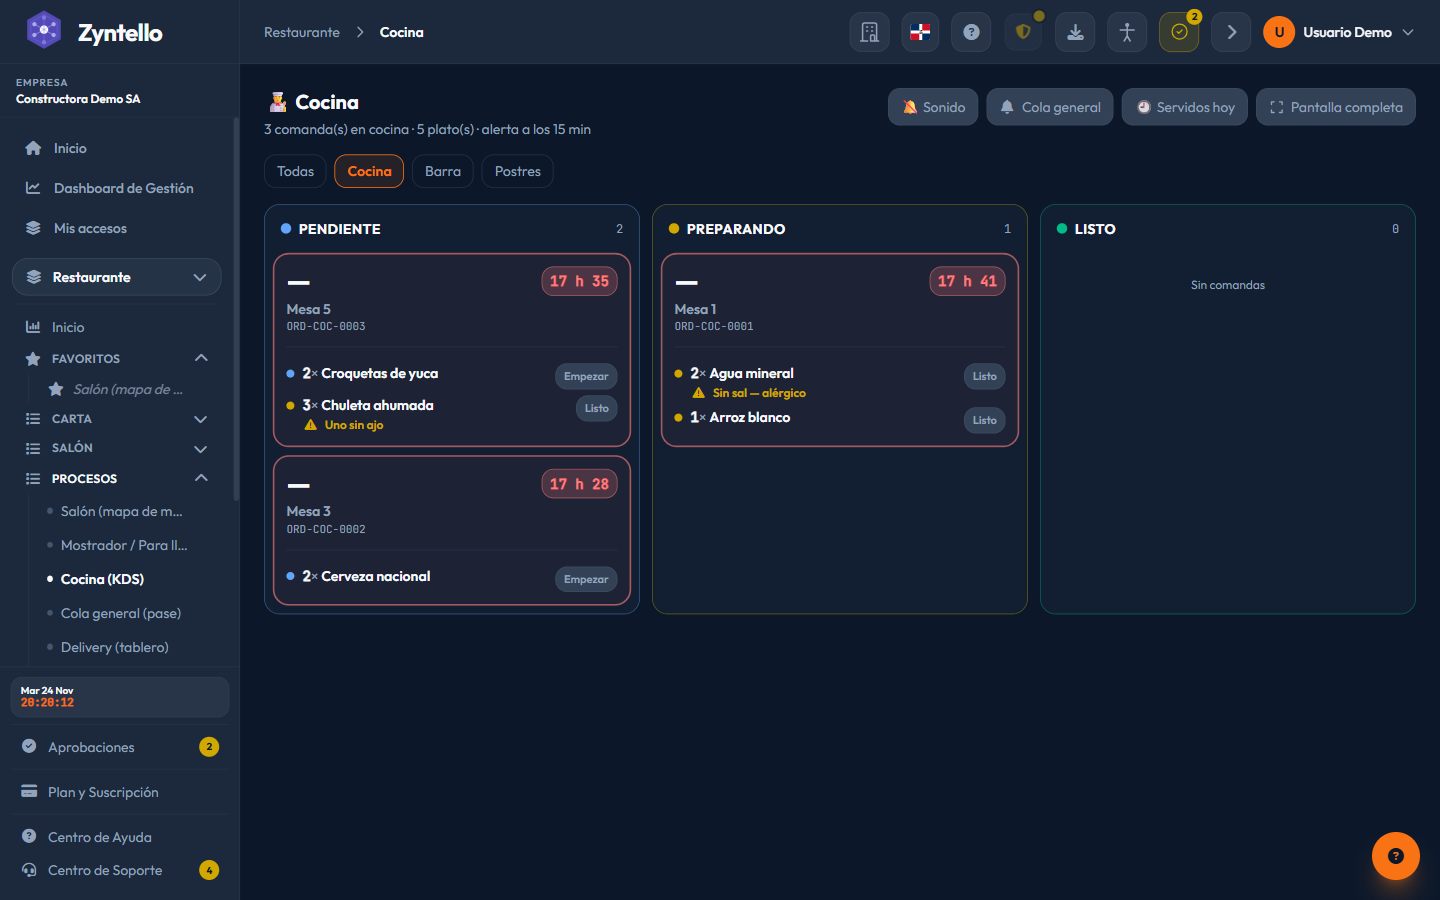 Zyntello
EMPRESA
Constructora Demo SA
Inicio
Dashboard de Gestión
Mis accesos
Restaurante
Inicio
FAVORITOS
Salón (mapa de ...
CARTA
SALÓN
PROCESOS
Salón (mapa de m...
Mostrador / Para ll...
Cocina (KDS)
Cola general (pase)
Delivery (tablero)
Mar 24 Nov
20:20:12
Aprobaciones
2
Plan y Suscripción
Centro de Ayuda
Centro de Soporte
4
Restaurante > Cocina
2
U
Usuario Demo
Cocina
3 comanda(s) en cocina · 5 plato(s) · alerta a los 15 min
Sonido
Cola general
Servidos hoy
Pantalla completa
Todas
Cocina
Barra
Postres
PENDIENTE
2
—
17 h 35
Mesa 5
ORD-COC-0003
2× Croquetas de yuca
Empezar
3× Chuleta ahumada
Listo
Uno sin ajo
—
17 h 28
Mesa 3
ORD-COC-0002
2× Cerveza nacional
Empezar
PREPARANDO
1
—
17 h 41
Mesa 1
ORD-COC-0001
2× Agua mineral
Listo
Sin sal — alérgico
1× Arroz blanco
Listo
LISTO
0
Sin comandas